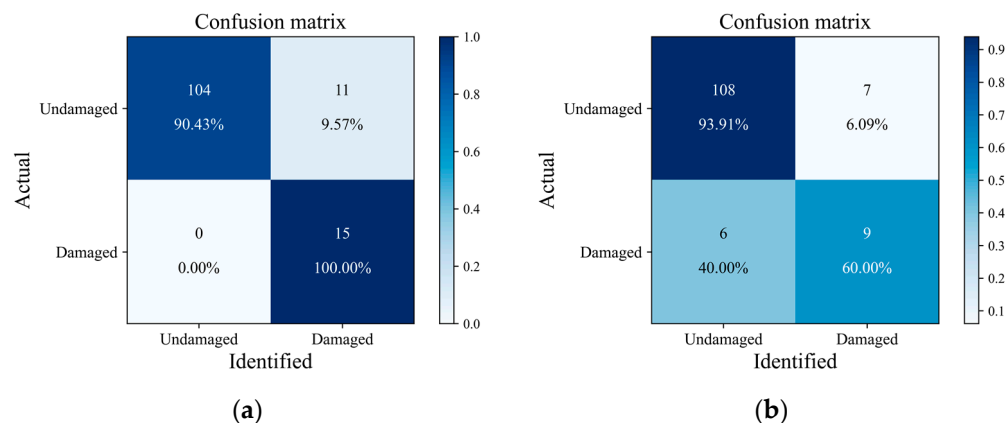 Confusion matrix
1.0
0.8
0.6
0.4
0.2
0.0
Actual
Undamaged
Damaged
104
90.43%
11
9.57%
0
0.00%
15
100.00%
Undamaged
Damaged
Identified
(a)
Confusion matrix
0.9
0.8
0.7
0.6
0.5
0.4
0.3
0.2
0.1
Actual
Undamaged
Damaged
108
93.91%
7
6.09%
6
40.00%
9
60.00%
Undamaged
Damaged
Identified
(b)